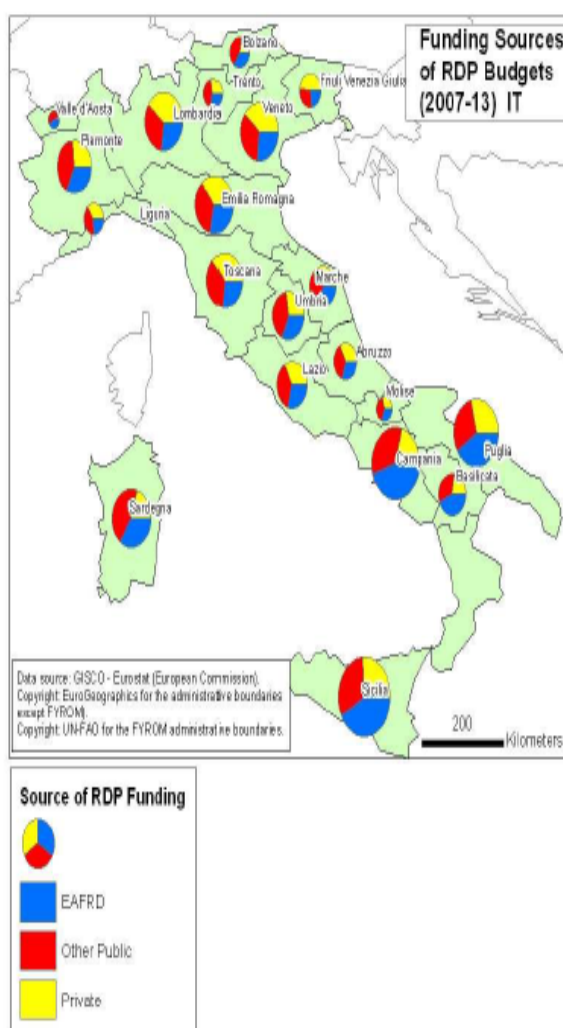 Funding Sources
of RDP Budgets
(2007-13) IT
Bolzano
Trento
Friuli Venezia Giulia
Valle d'Aosta
Lombardia
Veneto
Piemonte
Emilia Romagna
Liguria
Toscana
Marche
Umbria
Abruzzo
Lazio
Molise
Campania
Puglia
Basilicata
Sardegna
Sicilia
Data source: GISCO - Eurostat (European Commission).
Copyright: EuroGeographics for the administrative boundaries
except FYROM).
Copyright: UN-FAO for the FYROM administrative boundaries.
200
Kilometers
Source of RDP Funding
EAFRD
Other Public
Private